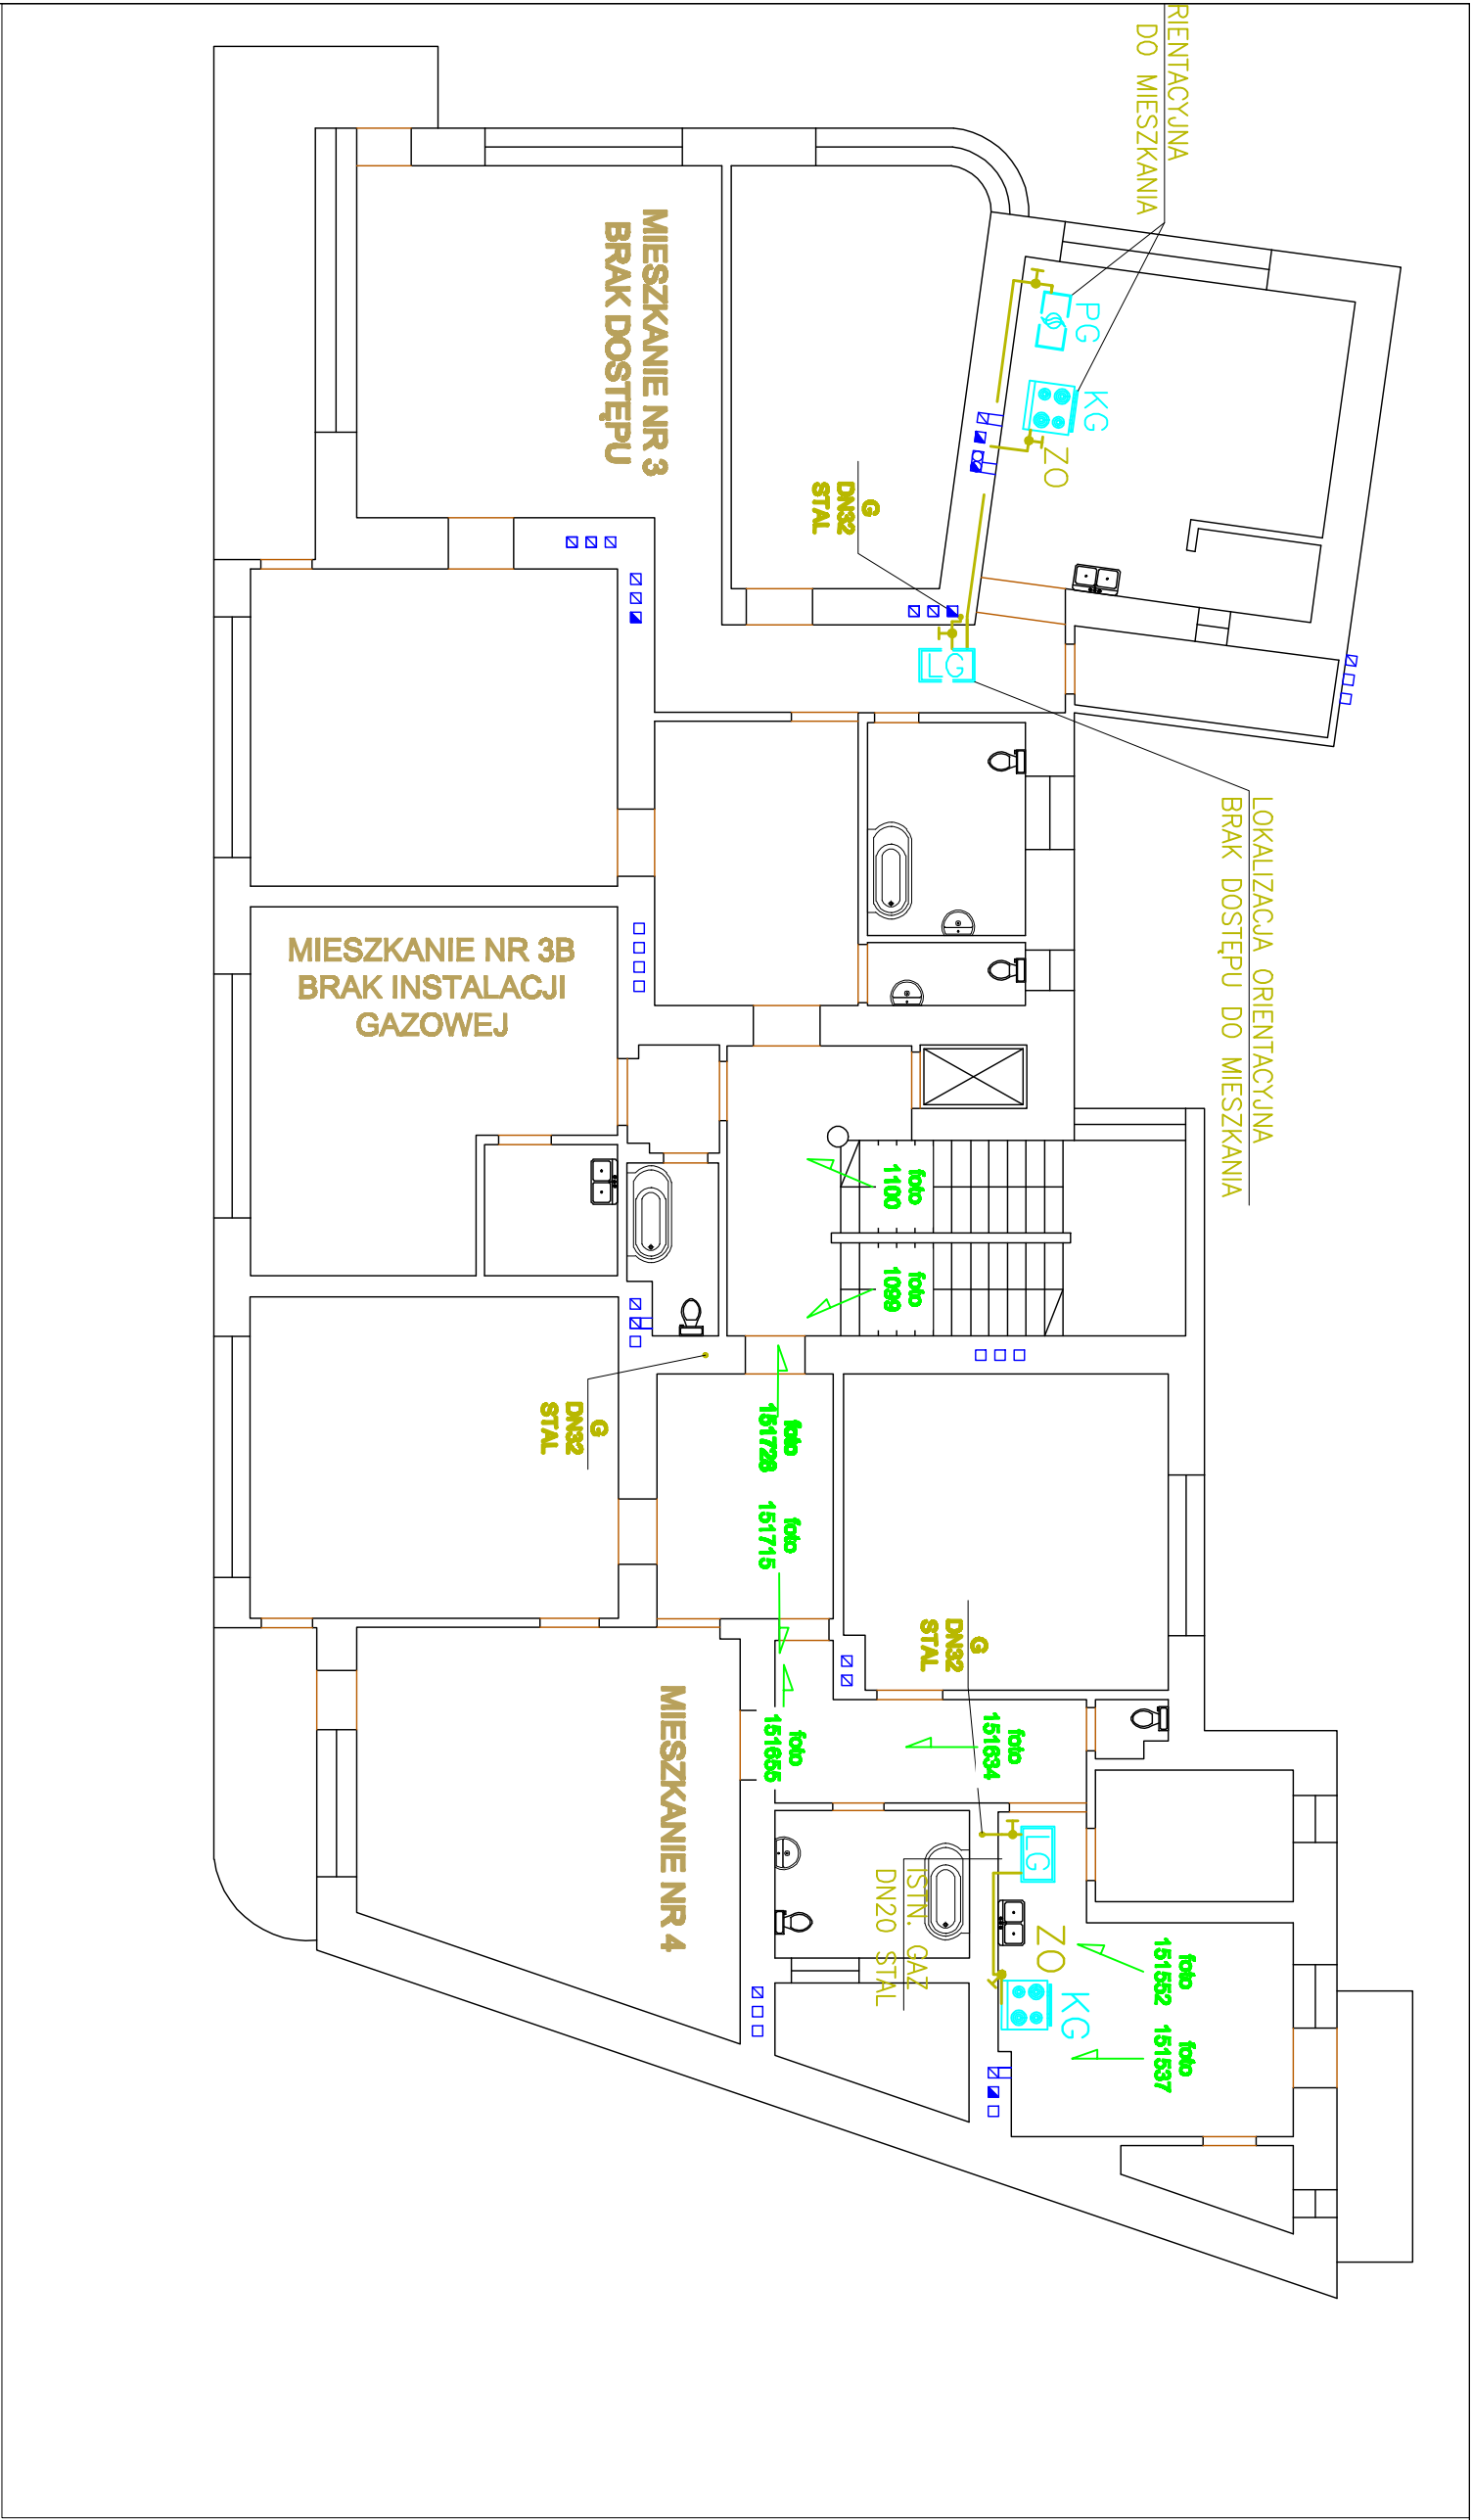 RIENTACYJNA
DO MIESZKANIA
PG
KG
ZO
MIESZKANIE NR 3
BRAK DOSTĘPU
G
DN32
STAL
LG
LOKALIZACJA ORIENTACYJNA
BRAK DOSTĘPU DO MIESZKANIA
MIESZKANIE NR 3B
BRAK INSTALACJI
GAZOWEJ
foto
1100
foto
1089
G
DN32
STAL
foto
151728
foto
151715
G
DN32
STAL
MIESZKANIE NR 4
foto
151655
foto
151634
LG
ISTN. GAZ
DN20 STAL
ZO
KG
foto
151552
foto
151537